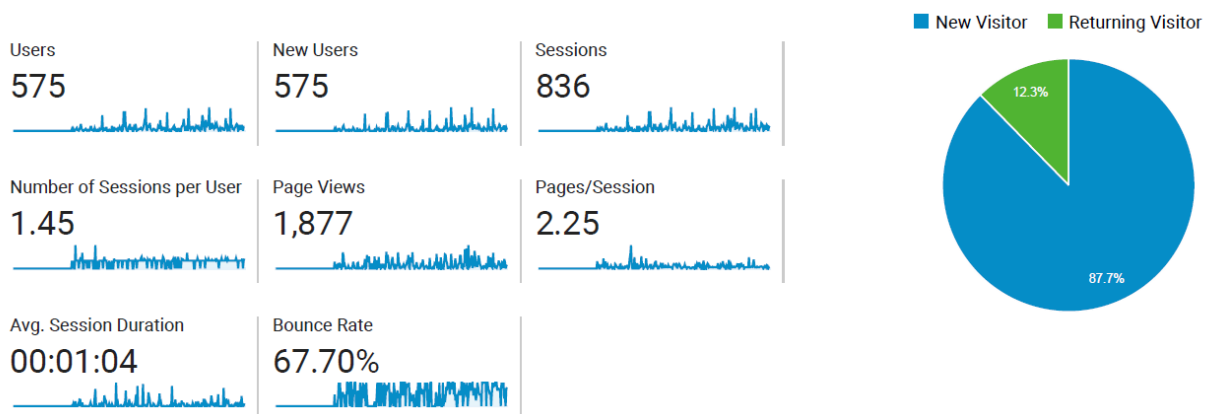 New Visitor
Returning Visitor
Users
New Users
Sessions
575
575
836
12.3%
Number of Sessions per User
Page Views
Pages/Session
1.45
1,877
2.25
87.7%
Avg. Session Duration
Bounce Rate
00:01:04
67.70%